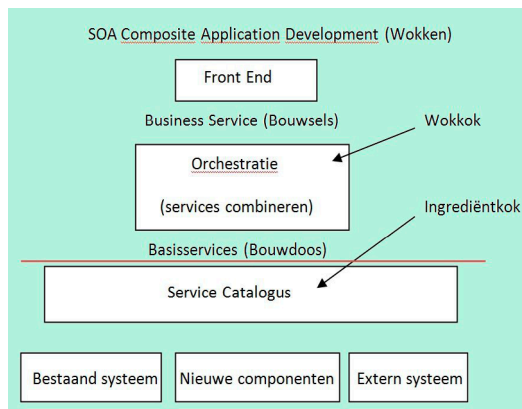 SOA Composite Application Development (Wokken)
Front End
Business Service (Bouwsels)
Wokkok
Orchestratie
(services combineren)
Ingrediëntkok
Basisservices (Bouwdoos)
Service Catalogus
Bestaand systeem
Nieuwe componenten
Extern systeem